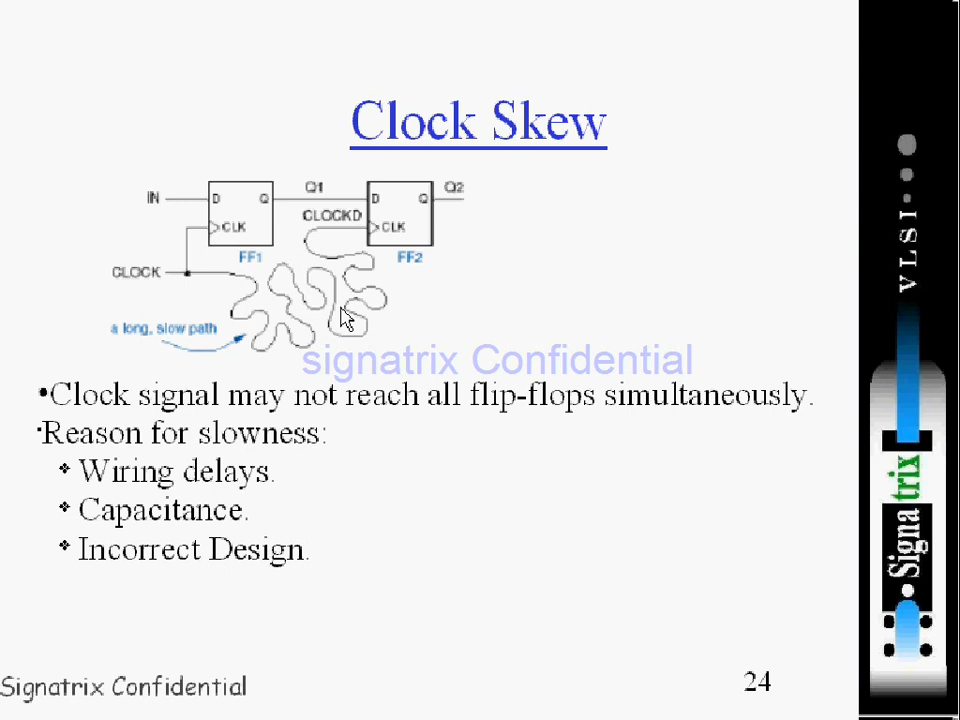 Clock Skew
IN
D
Q
Q1
D
Q
Q2
CLK
CLOCKD
CLK
FF1
FF2
CLOCK
a long, slow path
signatrix Confidential
•Clock signal may not reach all flip-flops simultaneously.
•Reason for slowness:
❖ Wiring delays.
❖ Capacitance.
❖ Incorrect Design.
Signatrix Confidential
24
VLSI
Signatrix